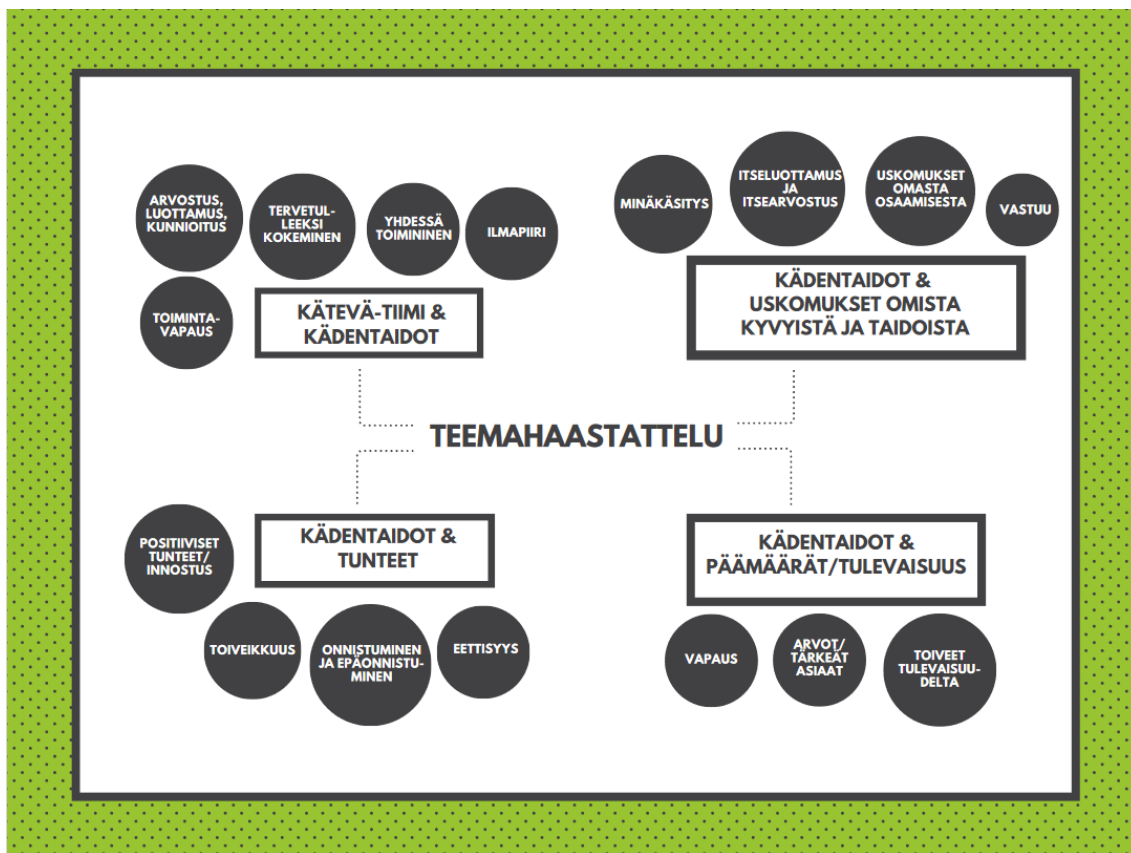 ARVOSTUS,
LUOTTAMUS,
KUNNIOITUS
TERVETUL-
LEEKSI
KOKEMINEN
YHDESSÄ
TOIMININEN
ILMAPIIRI
TOIMINTA-
VAPAUS
KÄTEVÄ-TIIMI &
KÄDENTAIDOT
MINÄKÄSITYS
ITSELUOTTAMUS
JA
ITSEARVOSTUS
USKOMUKSET
OMASTA
OSAAMISESTA
VASTUU
KÄDENTAIDOT &
USKOMUKSET OMISTA
KYVYISTÄ JA TAIDOISTA
TEEMAHAASTATTELU
POSITIIVISET
TUNTEET/
INNOSTUS
KÄDENTAIDOT &
TUNTEET
TOIVEIKKUUS
ONNISTUMINEN
JA EPÄONNISTU-
MINEN
EETTISYYS
KÄDENTAIDOT &
PÄÄMÄÄRÄT/TULEVAISUUS
VAPAUS
ARVOT/
TÄRKEÄT
ASIAAT
TOIVEET
TULEVAISUU-
DELTA